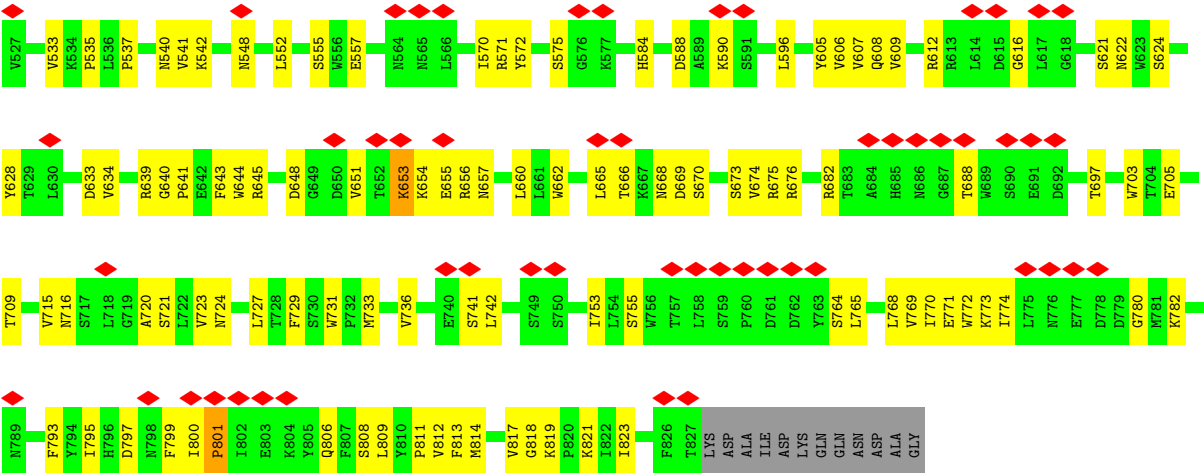 V527 V533 K534 P535 L536 P537 N540 V541 K542 N548 L552 S555 W556 E557 N564 N565 L566 I570 R571 Y572 S575 G576 K577 H584 D588 A589 K590 S591 L596 Y605 V606 V607 Q608 V609 R612 R613 L614 D615 G616 L617 G618 S621 N622 W623 S624
Y628 T629 L630 D633 V634 R639 G640 P641 E642 F643 W644 R645 D648 G649 D650 V651 T652 K653 K654 E655 R656 N657 L660 L661 W662 L665 T666 K667 N668 D669 S670 S673 V674 R675 R676 R682 T683 A684 H685 N686 G687 T688 W689 S690 E691 D692 T697 W703 T704 E705
T709 V715 N716 S717 L718 G719 A720 S721 L722 V723 N724 L727 T728 F729 S730 W731 P732 M733 V736 E740 S741 L742 S749 S750 I753 L754 S755 W756 T757 L758 S759 P760 D761 D762 Y763 S764 L765 L768 V769 I770 E771 W772 K773 I774 L775 N776 E777 D778 D779 G780 M781 K782
N789 F793 Y794 I795 H796 D797 N798 F799 I800 P801 I802 E803 K804 Y805 Q806 F807 S808 L809 Y810 P811 V812 F813 M814 V817 G818 K819 P820 K821 I822 I823 F826 T827 LYS ASP ALA ILE ASP LYS GLN GLN ASN ASP ALA GLY